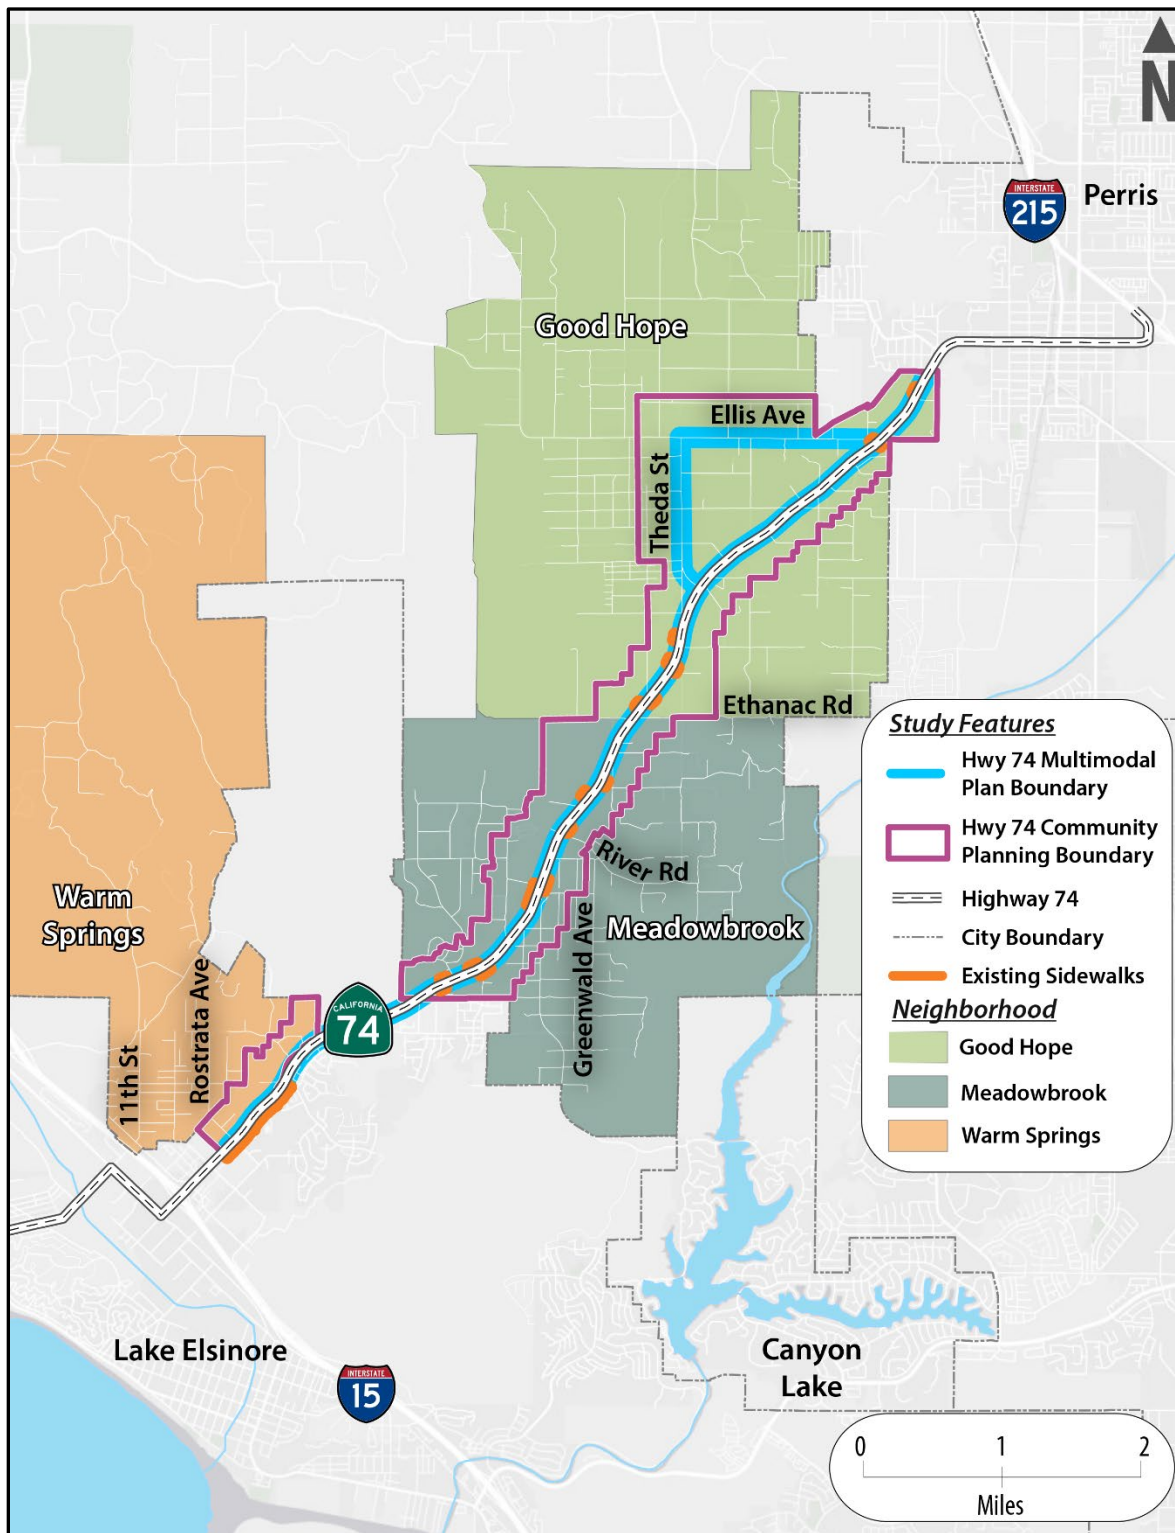 N
INTERSTATE
215
Perris
Good Hope
Ellis Ave
Theda St
Ethanac Rd
Study Features
Hwy 74 Multimodal
Plan Boundary
Hwy 74 Community
Planning Boundary
Highway 74
City Boundary
Existing Sidewalks
Neighborhood
Good Hope
Meadowbrook
Warm Springs
River Rd
Warm
Springs
Meadowbrook
Greenwald Ave
Rostrata Ave
CALIFORNIA
74
11th St
Lake Elsinore
INTERSTATE
15
Canyon
Lake
0 1 2
Miles